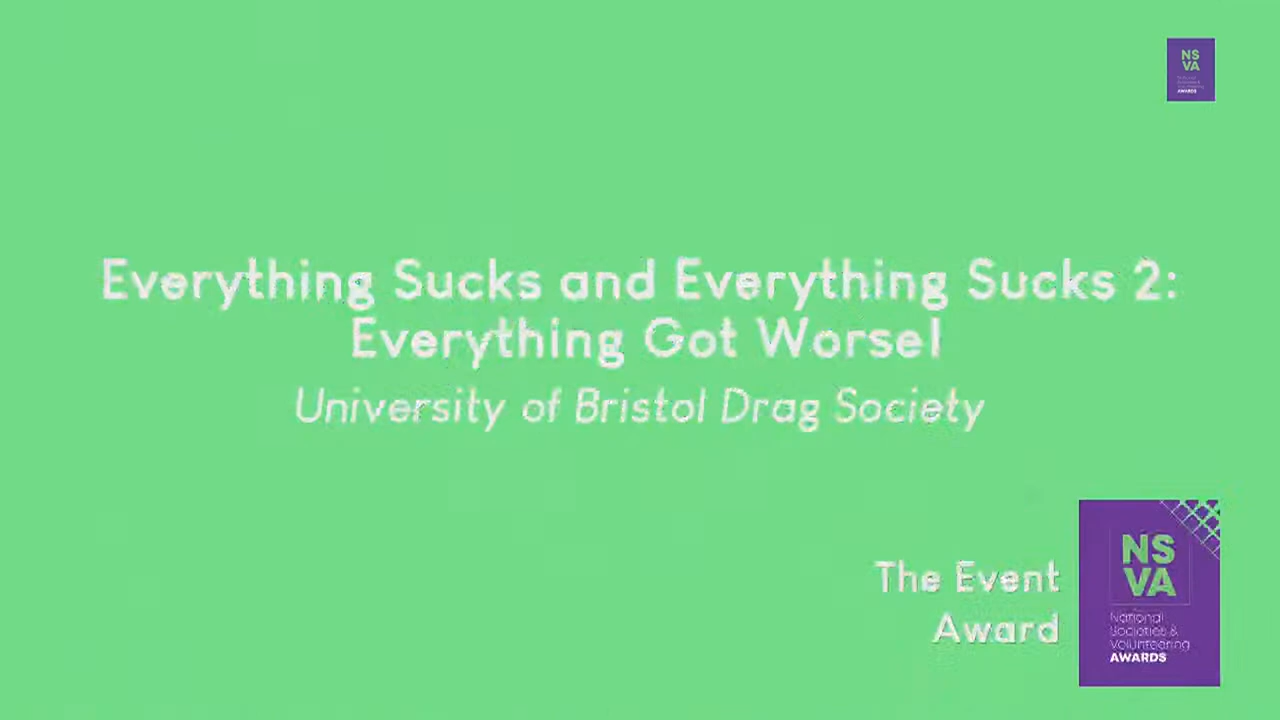 NS
VA
AWARDS
Everything Sucks and Everything Sucks 2:
Everything Got Worse!
University of Bristol Drag Society
The Event
Award
NS
VA
National
Societies &
Volunteering
AWARDS